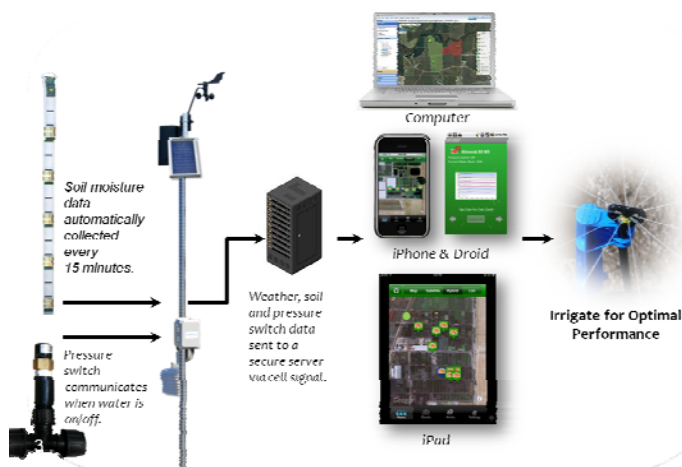 Soil moisture
data
automatically
collected
every
15 minutes.
Pressure
switch
communicates
when water is
on/off.
3
Weather, soil
and pressure
switch data
sent to a
secure server
via cell signal.
Computer
iPhone & Droid
iPad
Irrigate for Optimal
Performance